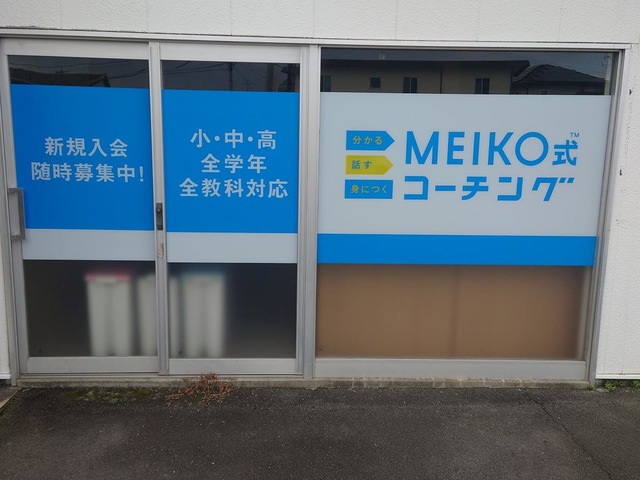 新規入会
随時募集中!
小・中・高
全学年
全教科対応
分かる
話す
身につく
MEIKO式™
コーチング